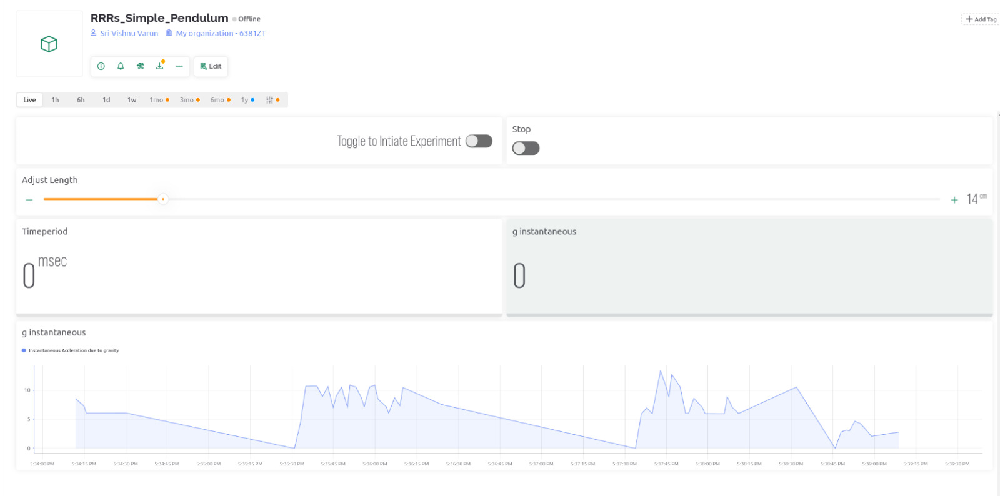 RRRs_Simple_Pendulum Offline
Sri Vishnu Varun My organization - 6381ZT
Add Tag
Edit
Live 1h 6h 1d 1w 1mo 3mo 6mo 1y
Toggle to Intiate Experiment
Stop
Adjust Length
− + 14 cm
Timeperiod
0 msec
g instantaneous
0
g instantaneous
Instantaneous Accleration due to gravity
10
5
0
5:34:00 PM 5:34:15 PM 5:34:30 PM 5:34:45 PM 5:35:00 PM 5:35:15 PM 5:35:30 PM 5:35:45 PM 5:36:00 PM 5:36:15 PM 5:36:30 PM 5:36:45 PM 5:37:00 PM 5:37:15 PM 5:37:30 PM 5:37:45 PM 5:38:00 PM 5:38:15 PM 5:38:30 PM 5:38:45 PM 5:39:00 PM 5:39:15 PM 5:39:30 PM